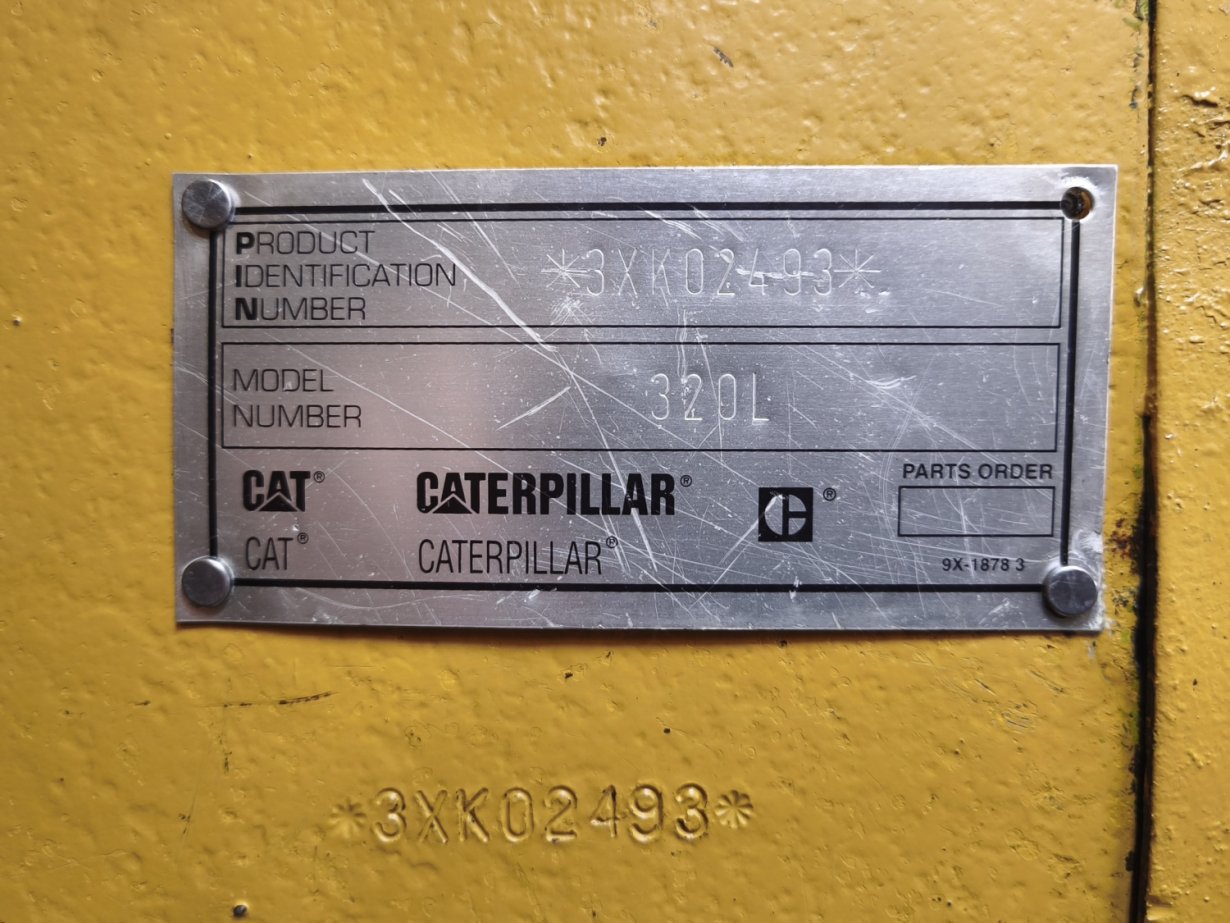 PRODUCT
IDENTIFICATION
NUMBER
*3XK02493*
MODEL
NUMBER
320L
CAT® CATERPILLAR® C®
PARTS ORDER
CAT® CATERPILLAR®
9X-1878 3
*3XK02493*